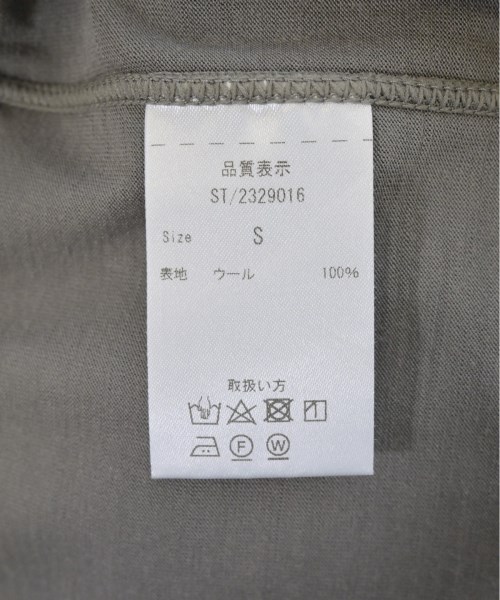 品質表示
ST/2329016
Size S
表地 ウール 100%
取扱い方
F W